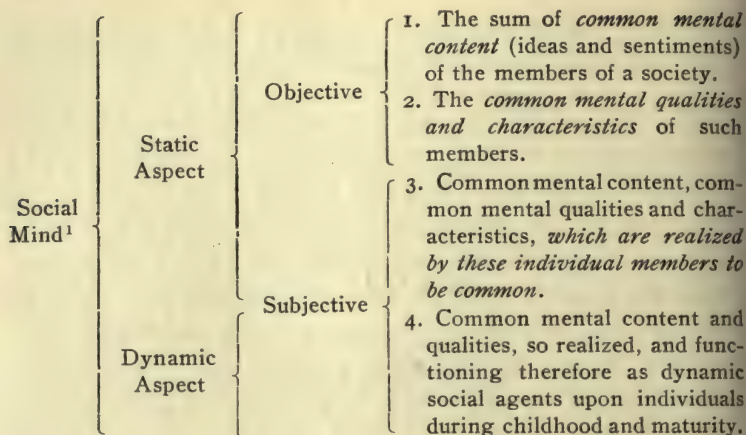 Social
Mind¹
Static
Aspect
Dynamic
Aspect
Objective
Subjective
1. The sum of common mental
content (ideas and sentiments)
of the members of a society.
2. The common mental qualities
and characteristics of such
members.
3. Common mental content, com-
mon mental qualities and char-
acteristics, which are realized
by these individual members to
be common.
4. Common mental content and
qualities, so realized, and func-
tioning therefore as dynamic
social agents upon individuals
during childhood and maturity.